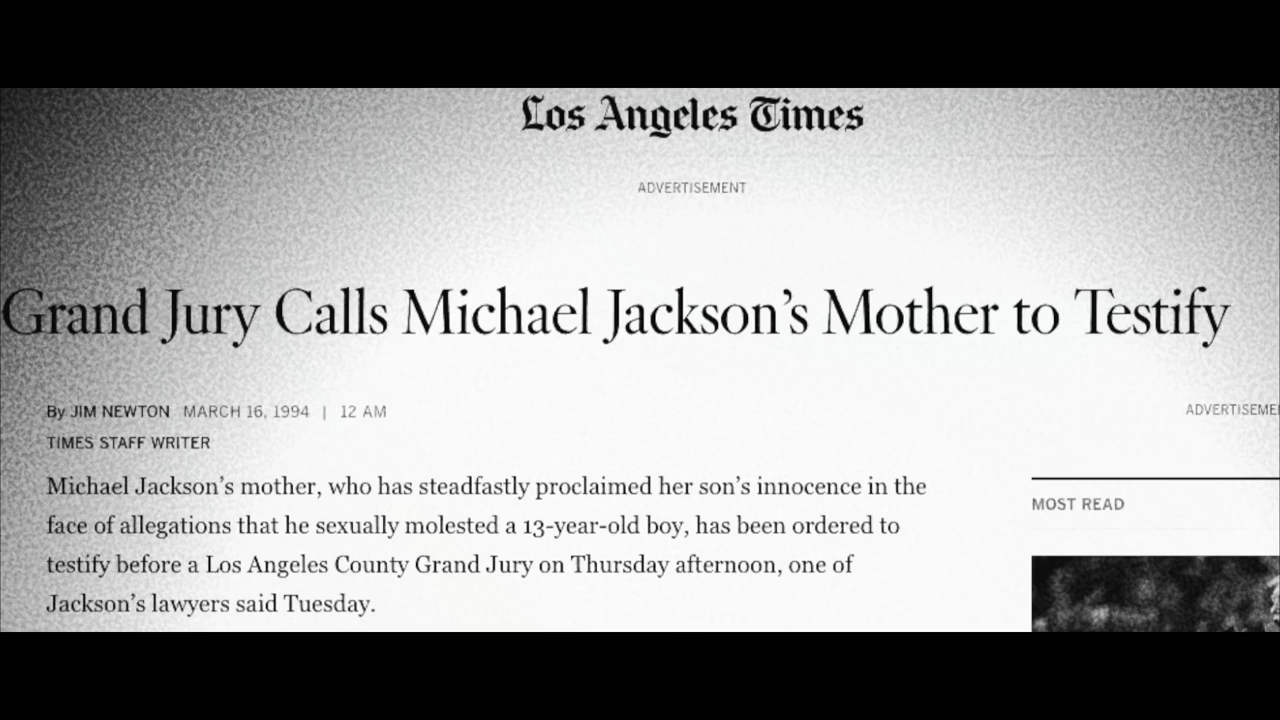 Los Angeles Times
ADVERTISEMENT
Grand Jury Calls Michael Jackson’s Mother to Testify
By JIM NEWTON MARCH 16, 1994 | 12 AM
ADVERTISEME
TIMES STAFF WRITER
Michael Jackson’s mother, who has steadfastly proclaimed her son’s innocence in the
face of allegations that he sexually molested a 13-year-old boy, has been ordered to
testify before a Los Angeles County Grand Jury on Thursday afternoon, one of
Jackson’s lawyers said Tuesday.
MOST READ